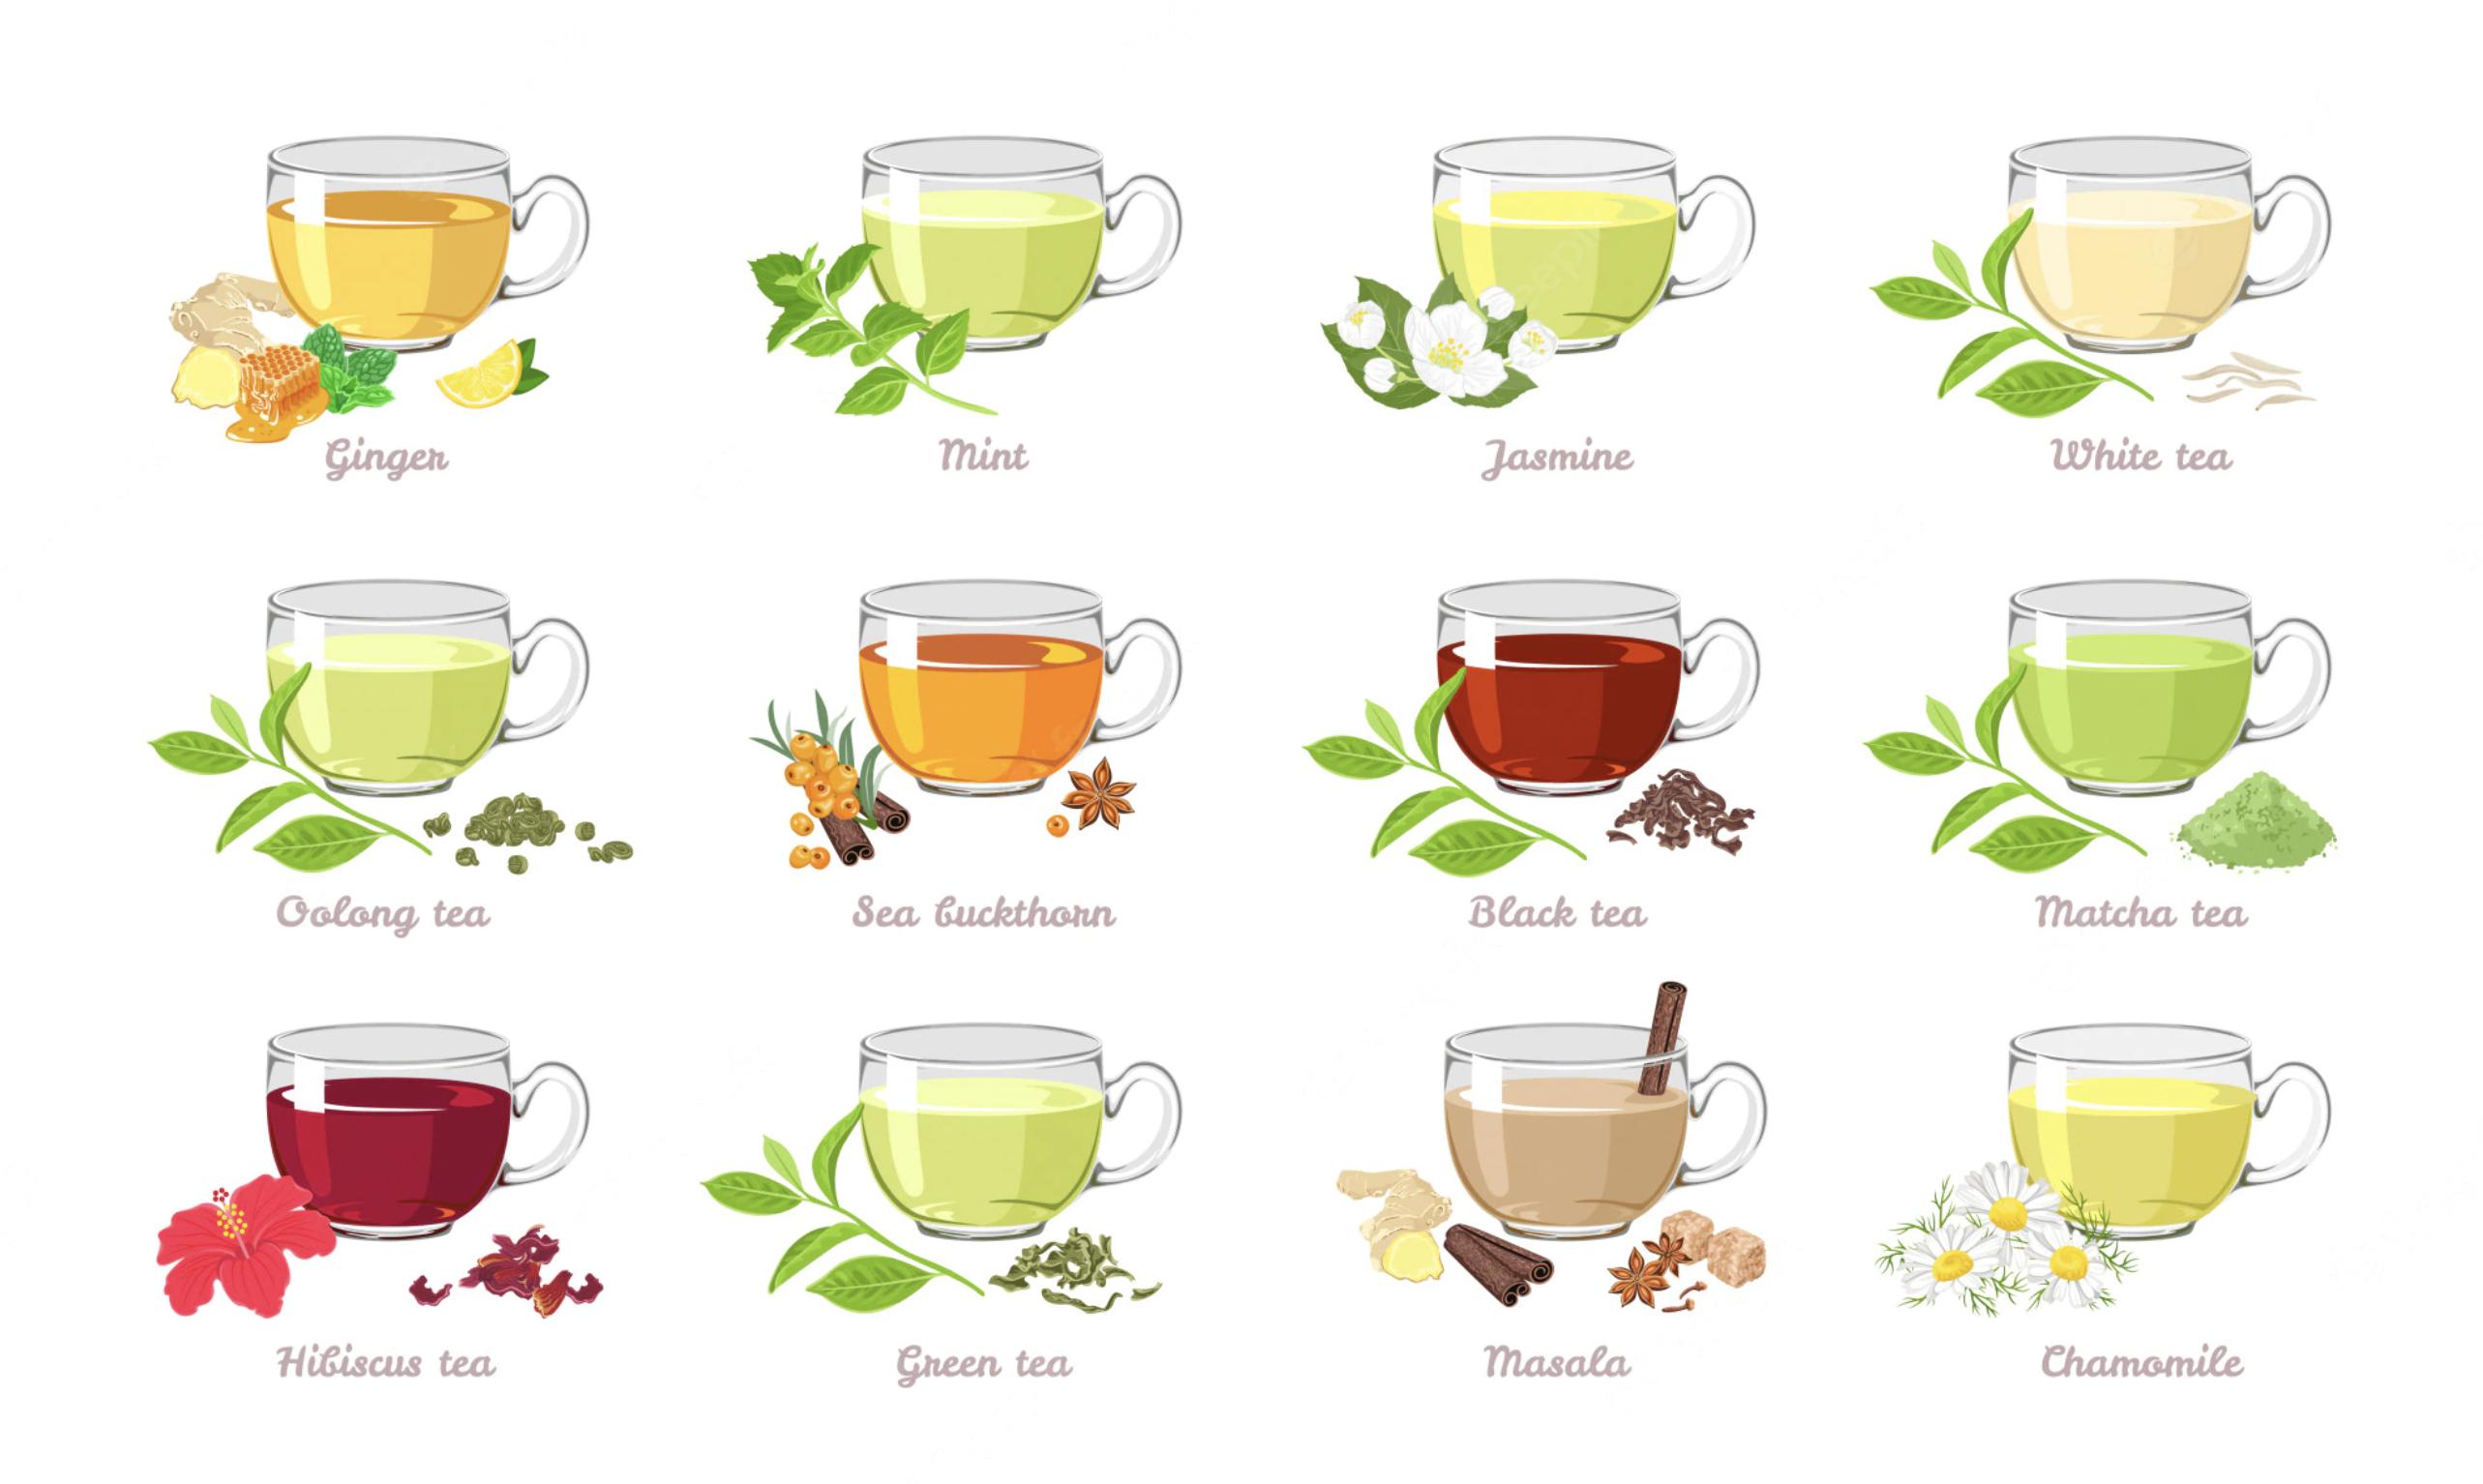 Ginger
Mint
Jasmine
White tea
Oolong tea
Sea buckthorn
Black tea
Matcha tea
Hibiscus tea
Green tea
Masala
Chamomile